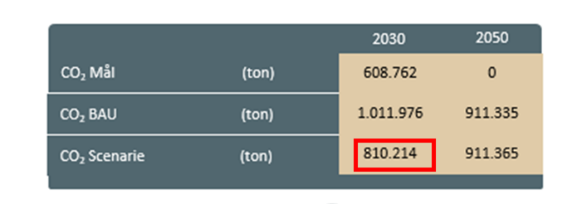 2030 2050
CO₂ Mål (ton) 608.762 0
CO₂ BAU (ton) 1.011.976 911.335
CO₂ Scenarie (ton) 810.214 911.365